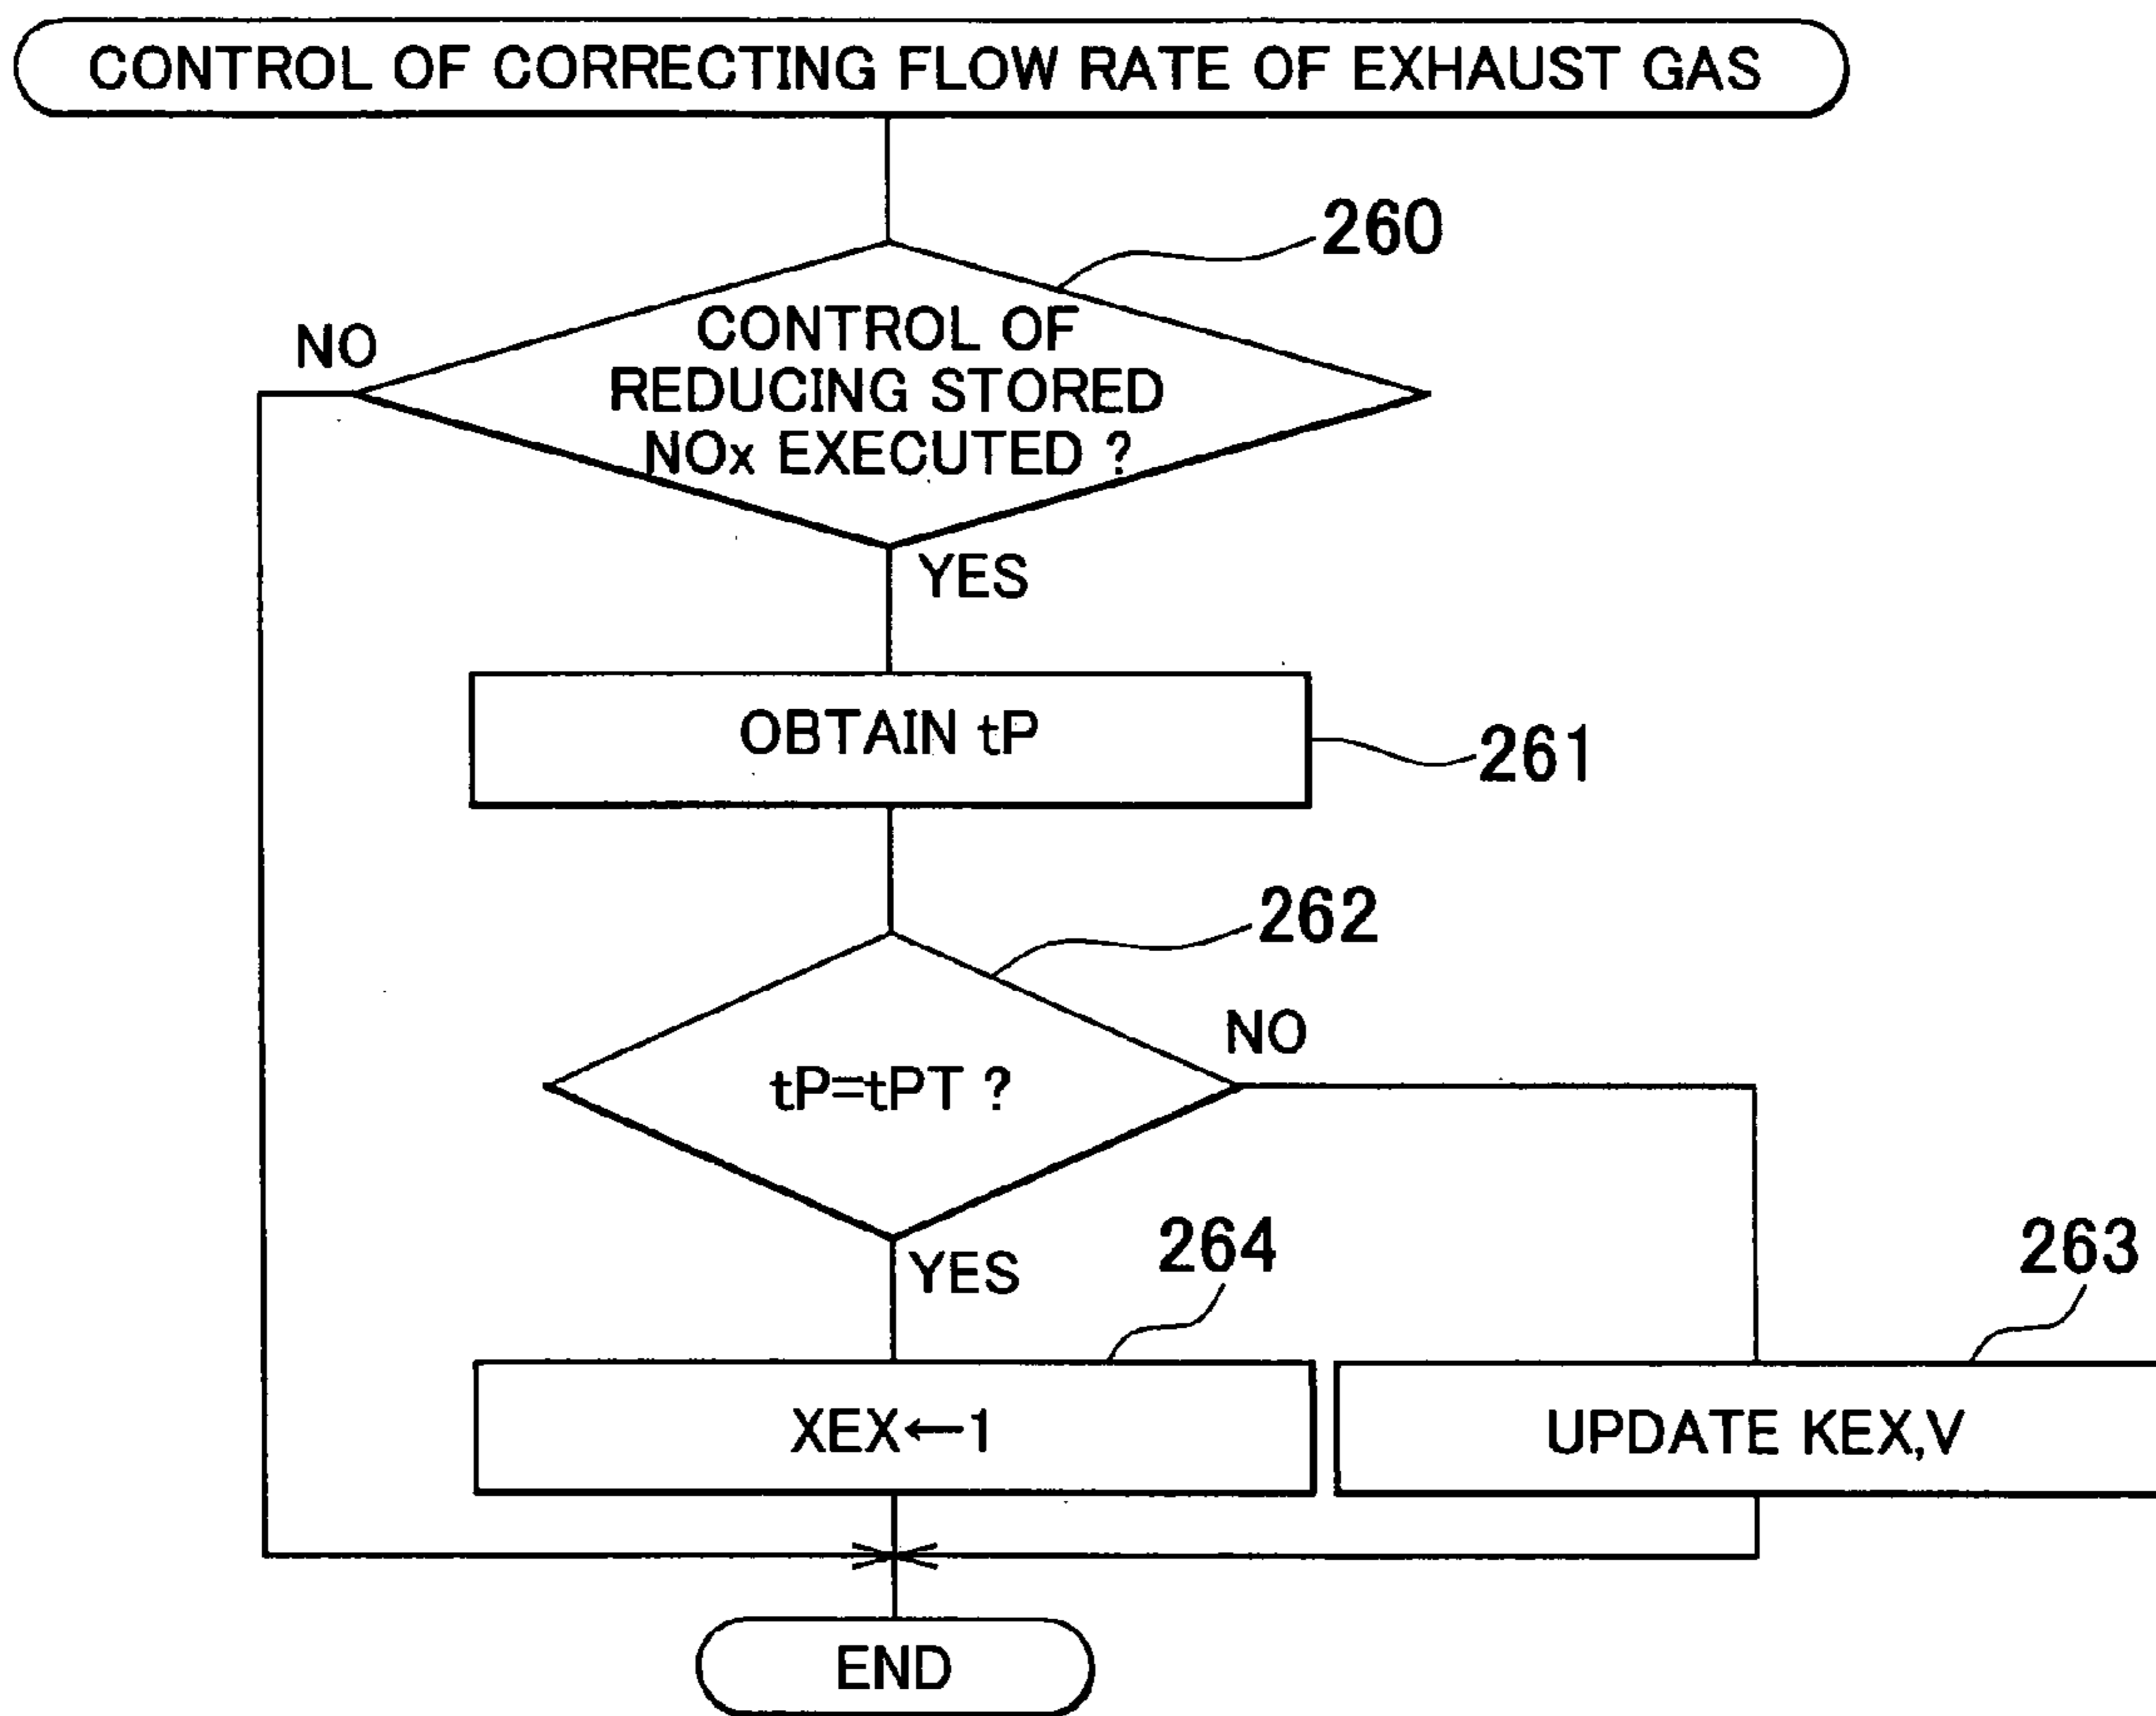 CONTROL OF CORRECTING FLOW RATE OF EXHAUST GAS
260
NO
CONTROL OF
REDUCING STORED
NOx EXECUTED ?
YES
OBTAIN tP
261
262
NO
tP=tPT ?
YES
264
263
XEX←1
UPDATE KEX,V
END